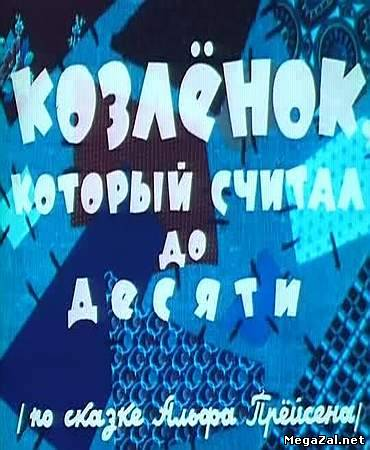 КОЗЛЁНОК
КОТОРЫЙ СЧИТАЛ
ДО
ДЕСЯТИ
/по сказке Альфа Прёйсена/
MegaZal.net